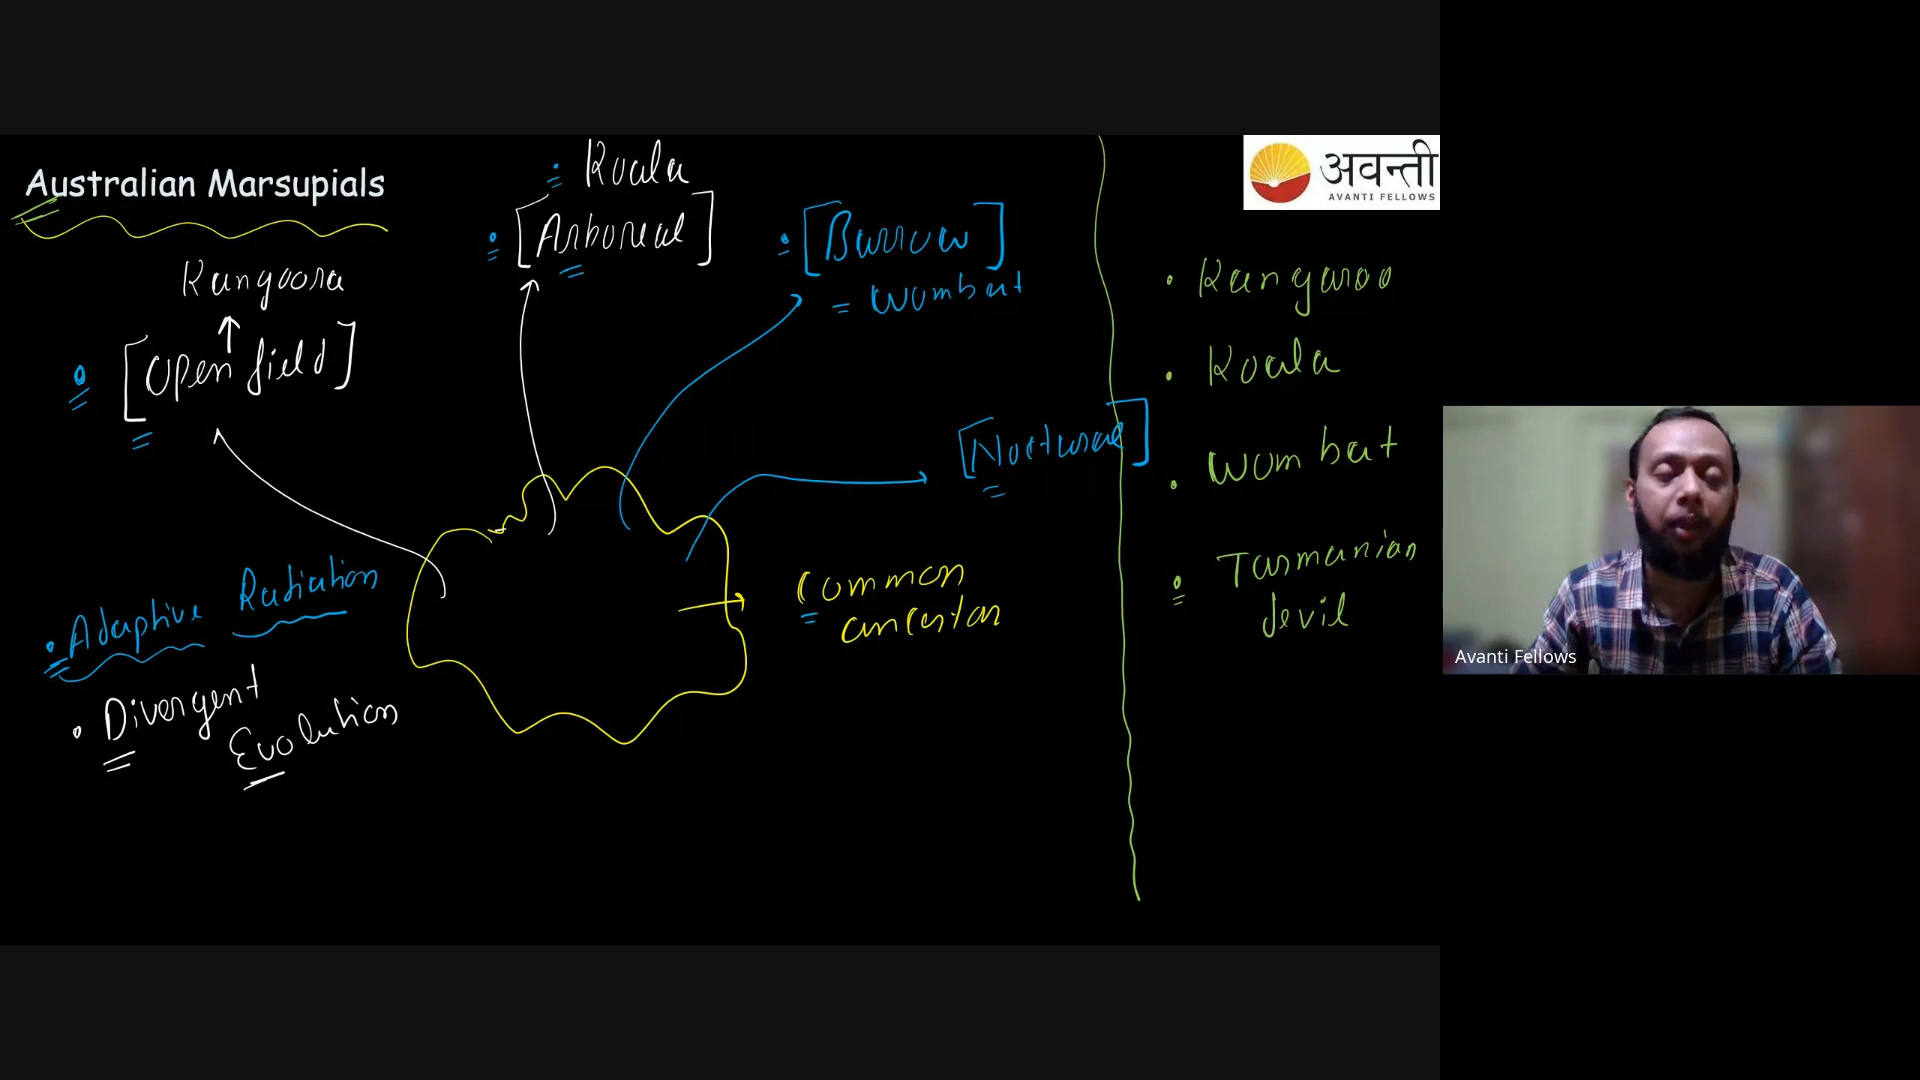 Australian Marsupials
Koala
[Arboreal]
[Burrow]
= Wombat
Kangoora
[Open field]
[Nocturnal]
Common
ancestor
• Adaptive Radiation
• Divergent
Evolution
अवन्ती
AVANTI FELLOWS
• Kangaroo
• Koala
• Wombat
• Tasmanian
devil
Avanti Fellows